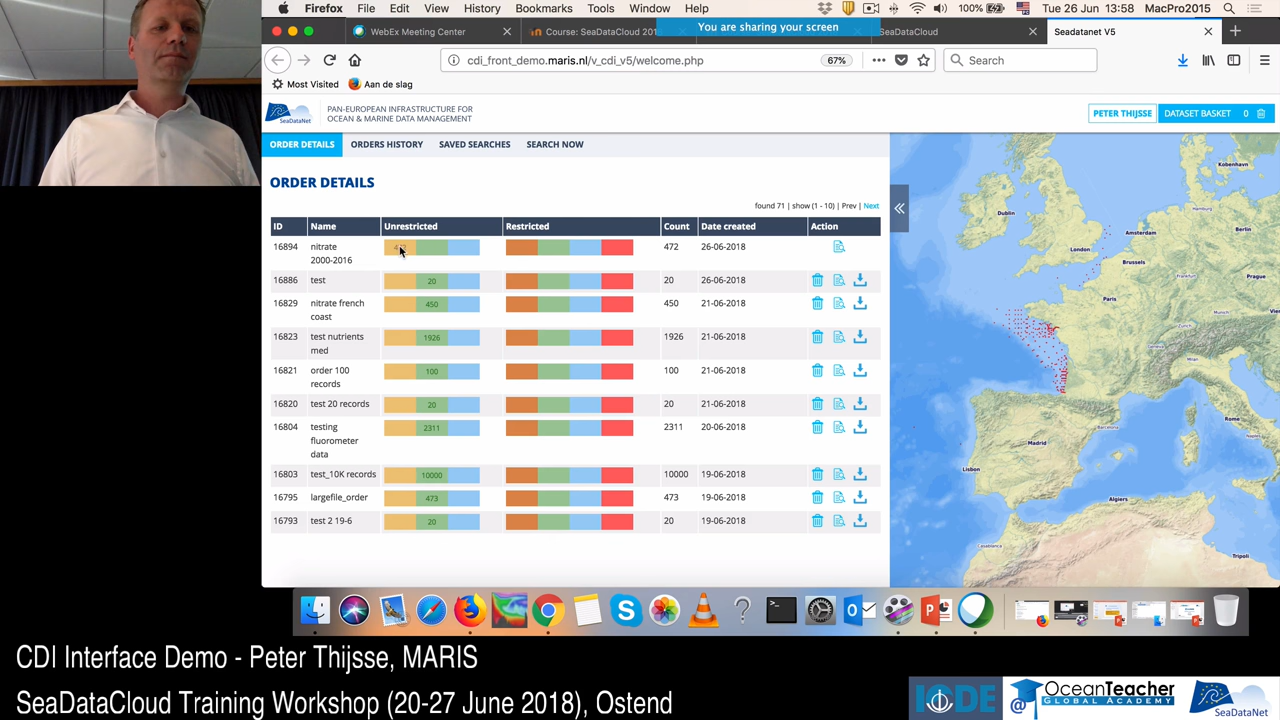 Firefox File Edit View History Bookmarks Tools Window Help
100% Tue 26 Jun 13:58 MacPro2015
WebEx Meeting Center
Course: SeaDataCloud 201
You are sharing your screen
SeaDataCloud
Seadatanet V5
cdi_front_demo.maris.nl/v_cdi_v5/welcome.php
67%
Search
Most Visited Aan de slag
SeaDataNet
PAN-EUROPEAN INFRASTRUCTURE FOR
OCEAN & MARINE DATA MANAGEMENT
PETER THIJSSE DATASET BASKET 0
ORDER DETAILS ORDERS HISTORY SAVED SEARCHES SEARCH NOW
ORDER DETAILS
found 71 | show (1 - 10) | Prev | Next
ID Name Unrestricted Restricted Count Date created Action
16894 nitrate 2000-2016 472 26-06-2018
16886 test 20 20 26-06-2018
16829 nitrate french coast 450 450 21-06-2018
16823 test nutrients med 1926 1926 21-06-2018
16821 order 100 records 100 100 21-06-2018
16820 test 20 records 20 20 21-06-2018
16804 testing fluorometer data 2311 2311 20-06-2018
16803 test_10K records 10000 10000 19-06-2018
16795 largefile_order 473 473 19-06-2018
16793 test 2 19-6 20 20 19-06-2018
Kobenhavn
Dublin
Amsterdam
London
Brussels
Prague
Frankfurt
Paris
Rome
Barcelona
Madrid
Lisbon
Algiers
Casablanca
Tripoli
CDI Interface Demo - Peter Thijsse, MARIS
SeaDataCloud Training Workshop (20-27 June 2018), Ostend
IODE
OceanTeacher
GLOBAL ACADEMY
SeaDataNet